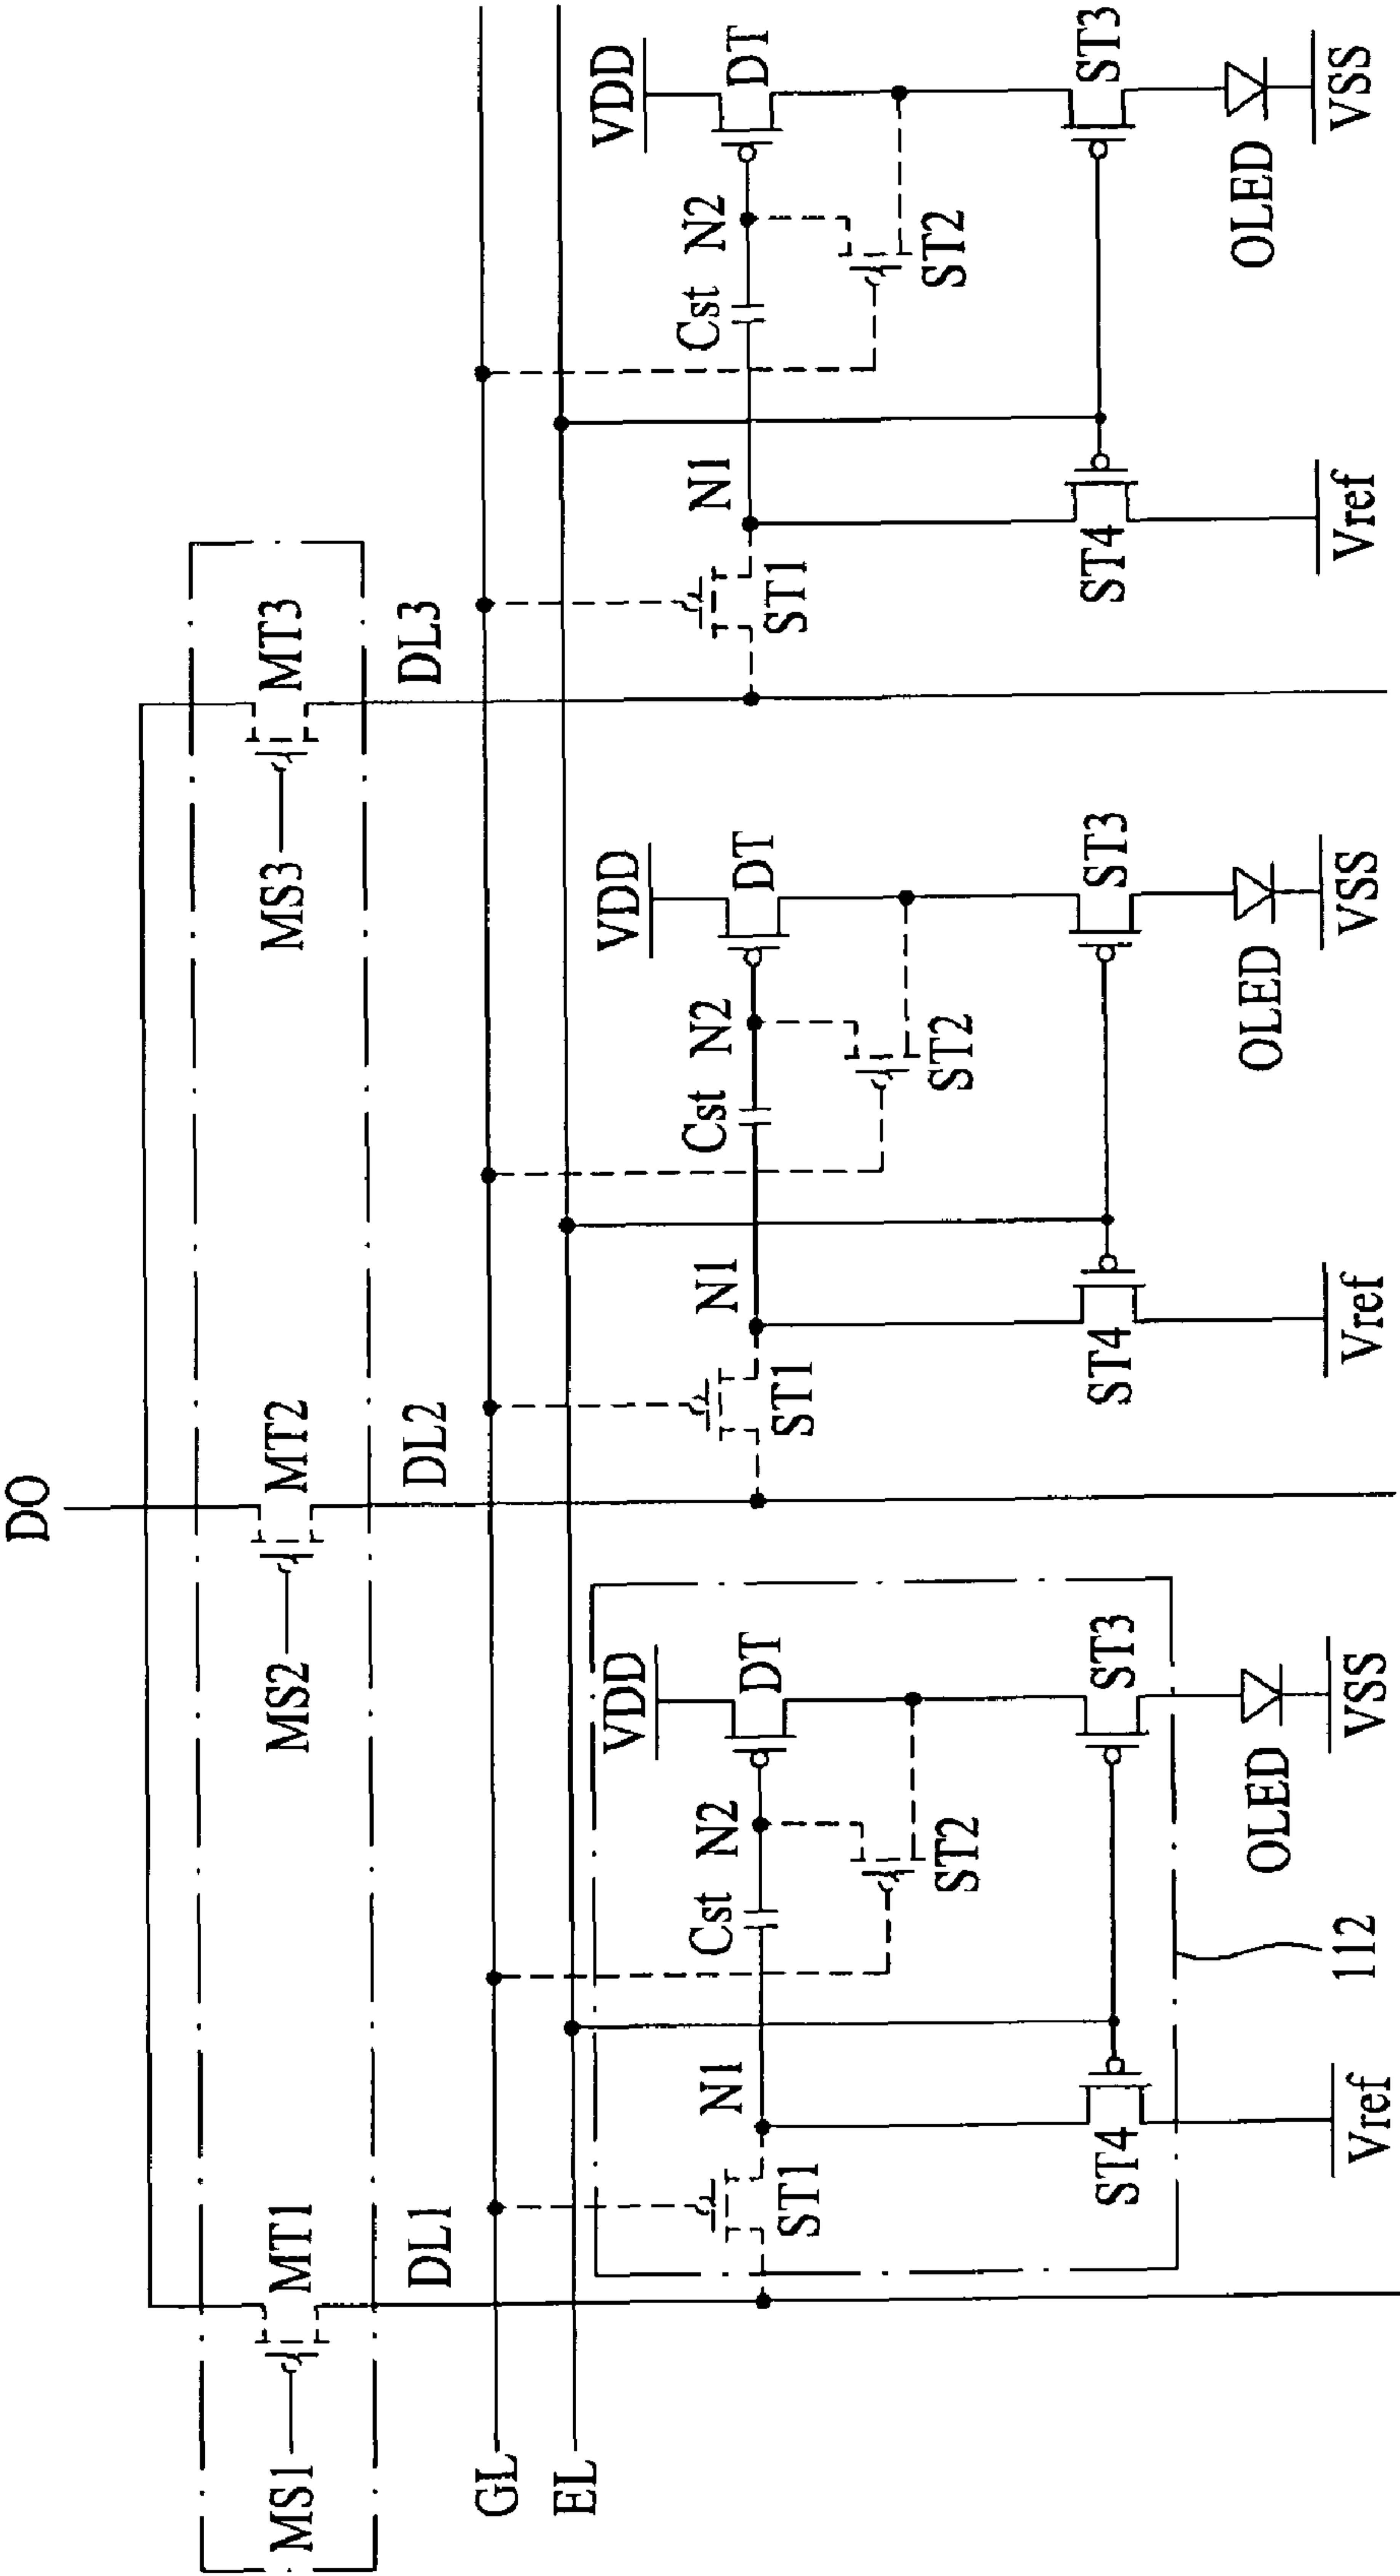 DO
MS1
MT1
MS2
MT2
MS3
MT3
DL1
DL2
DL3
GL
EL
VDD
VDD
VDD
N1
Cst
N2
DT
N1
Cst
N2
DT
N1
Cst
N2
DT
ST1
ST2
ST1
ST2
ST1
ST2
ST4
ST3
ST4
ST3
ST4
ST3
OLED
OLED
OLED
Vref
112
VSS
Vref
VSS
Vref
VSS